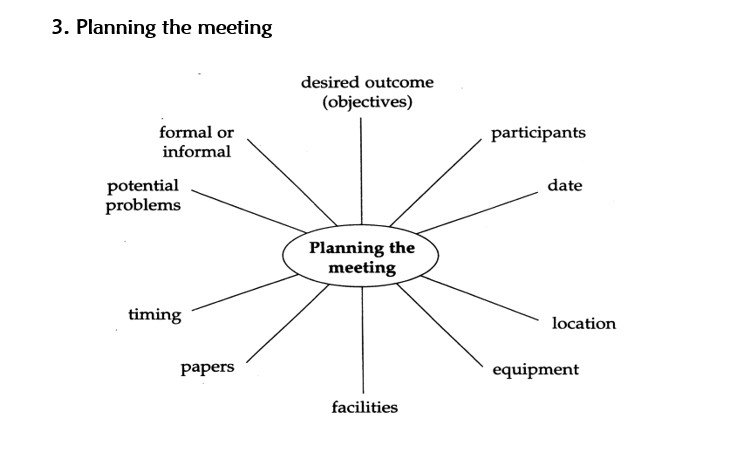 3. Planning the meeting
desired outcome
(objectives)
formal or
informal
participants
potential
problems
date
Planning the
meeting
timing
location
papers
equipment
facilities